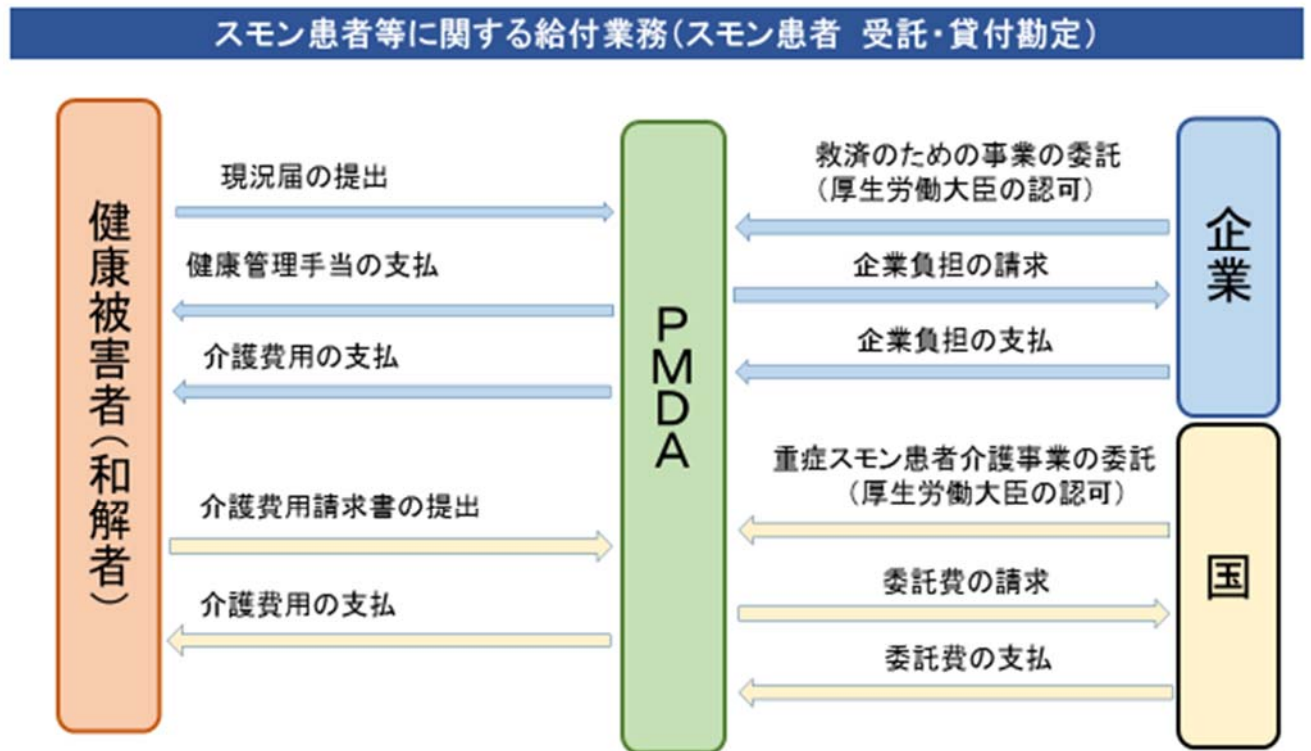 スモン患者等に関する給付業務(スモン患者 受託・貸付勘定)
健康被害者(和解者)
現況届の提出
健康管理手当の支払
介護費用の支払
介護費用請求書の提出
介護費用の支払
PMDA
救済のための事業の委託
(厚生労働大臣の認可)
企業負担の請求
企業負担の支払
重症スモン患者介護事業の委託
(厚生労働大臣の認可)
委託費の請求
委託費の支払
企業
国